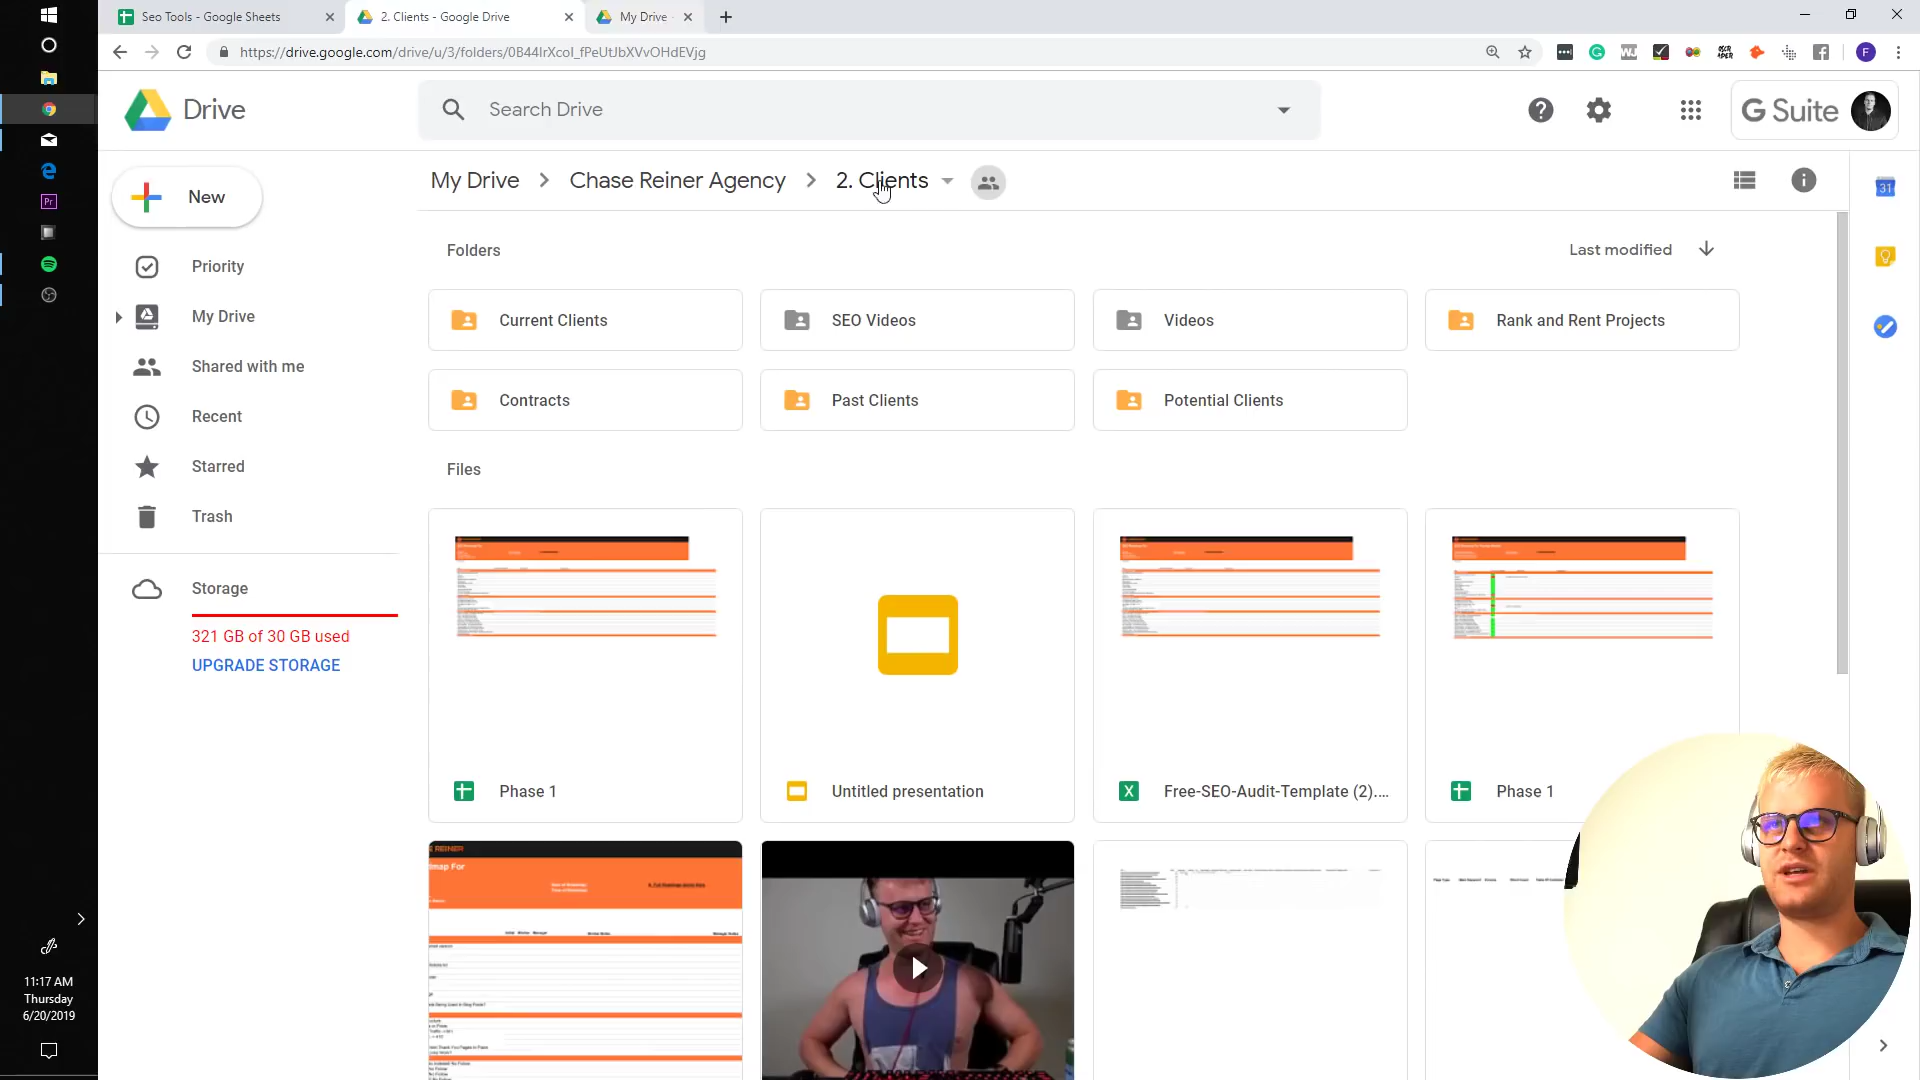 Seo Tools - Google Sheets
2. Clients - Google Drive
My Drive
https://drive.google.com/drive/u/3/folders/0B44IrXcoI_fPeUtJbXVvOHdEVjg
Drive
Search Drive
G Suite
New
My Drive
Chase Reiner Agency
2. Clients
Priority
My Drive
Shared with me
Recent
Starred
Trash
Storage
321 GB of 30 GB used
UPGRADE STORAGE
Folders
Last modified
Current Clients
SEO Videos
Videos
Rank and Rent Projects
Contracts
Past Clients
Potential Clients
Files
Phase 1
Untitled presentation
Free-SEO-Audit-Template (2)....
Phase 1
11:17 AM
Thursday
6/20/2019